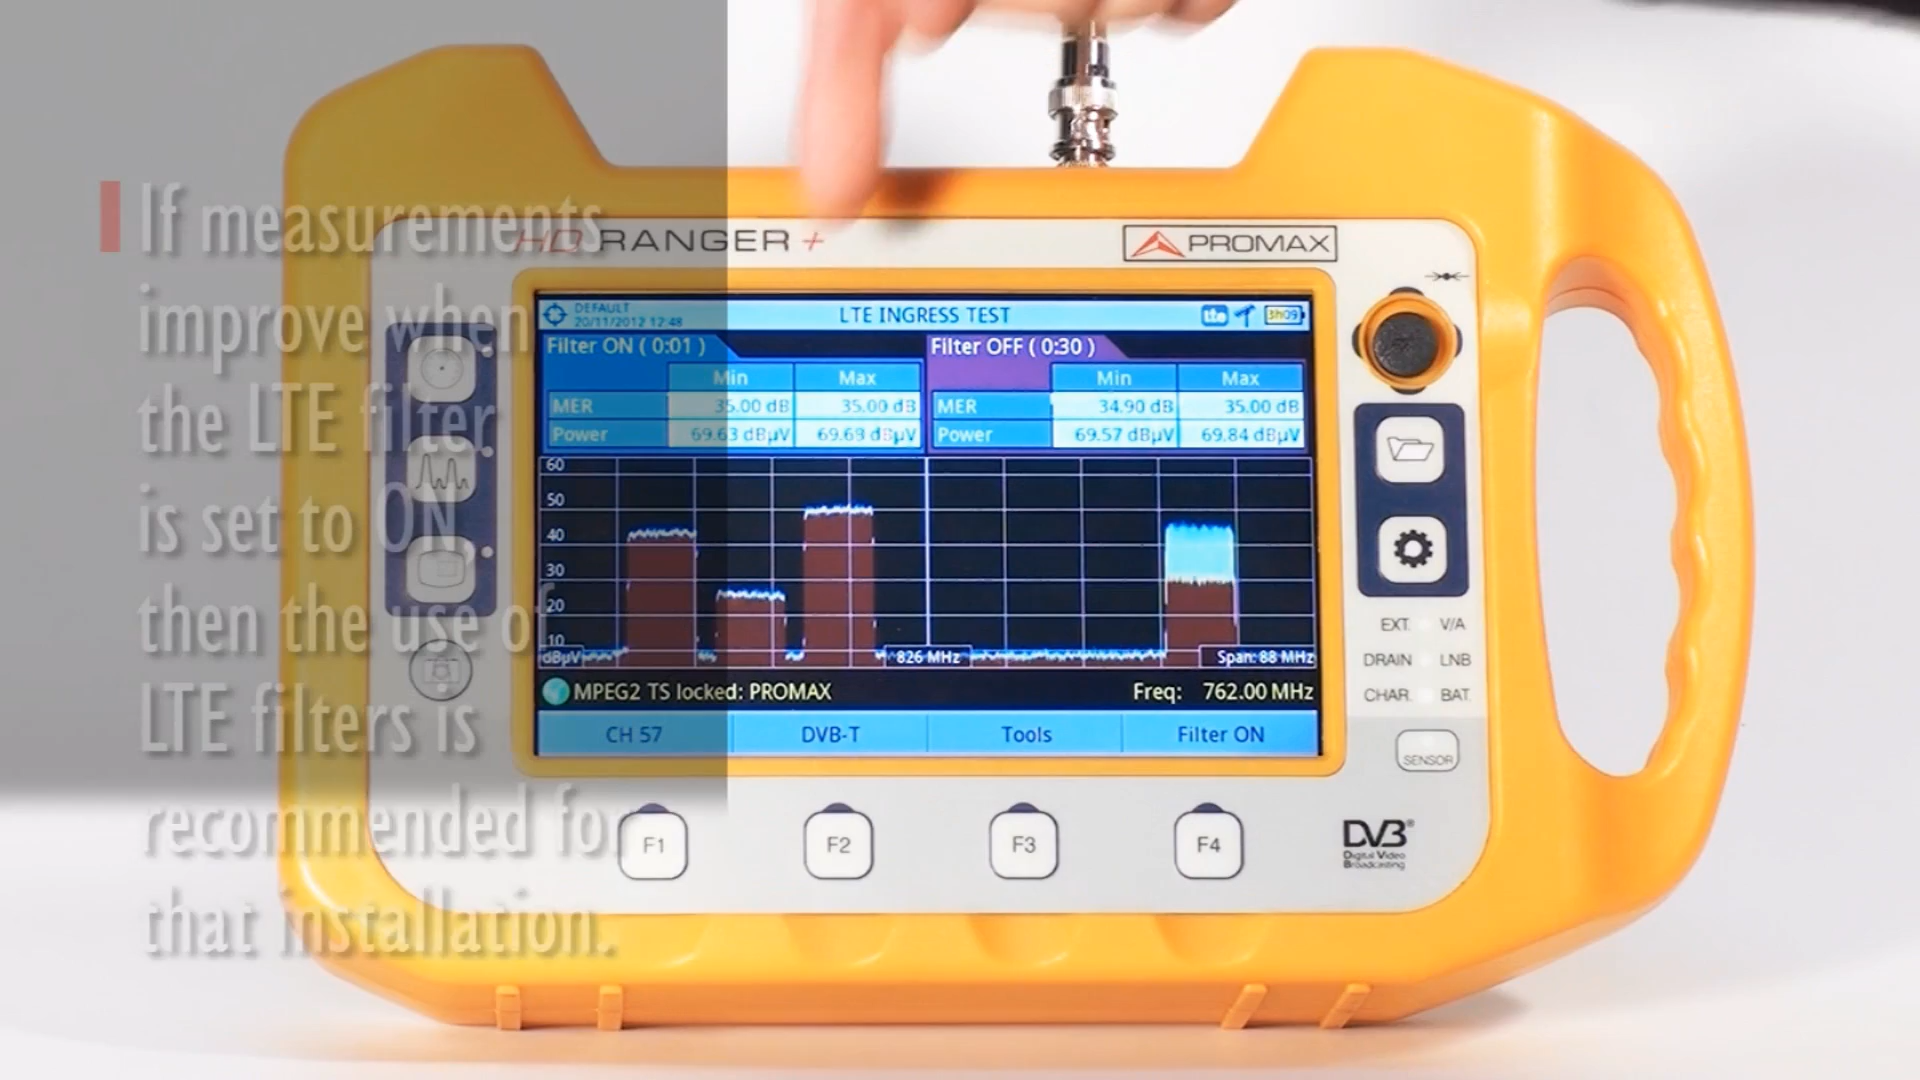 If measurements
improve when
the LTE filter
is set to ON,
then the use of
LTE filters is
recommended for
that installation.
HD RANGER +
PROMAX
DEFAULT
20/11/2012 12:48
LTE INGRESS TEST
lte
3h09
Filter ON ( 0:01 )
Min Max
MER 35.00 dB 35.00 dB
Power 69.63 dBµV 69.63 dBµV
Filter OFF ( 0:30 )
Min Max
MER 34.90 dB 35.00 dB
Power 69.57 dBµV 69.84 dBµV
60
50
40
30
20
10
dBµV
826 MHz
Span: 88 MHz
MPEG2 TS locked: PROMAX
Freq: 762.00 MHz
CH 57 DVB-T Tools Filter ON
EXT. V/A
DRAIN LNB
CHAR. BAT.
SENSOR
F1 F2 F3 F4
DVB®
Digital Video
Broadcasting